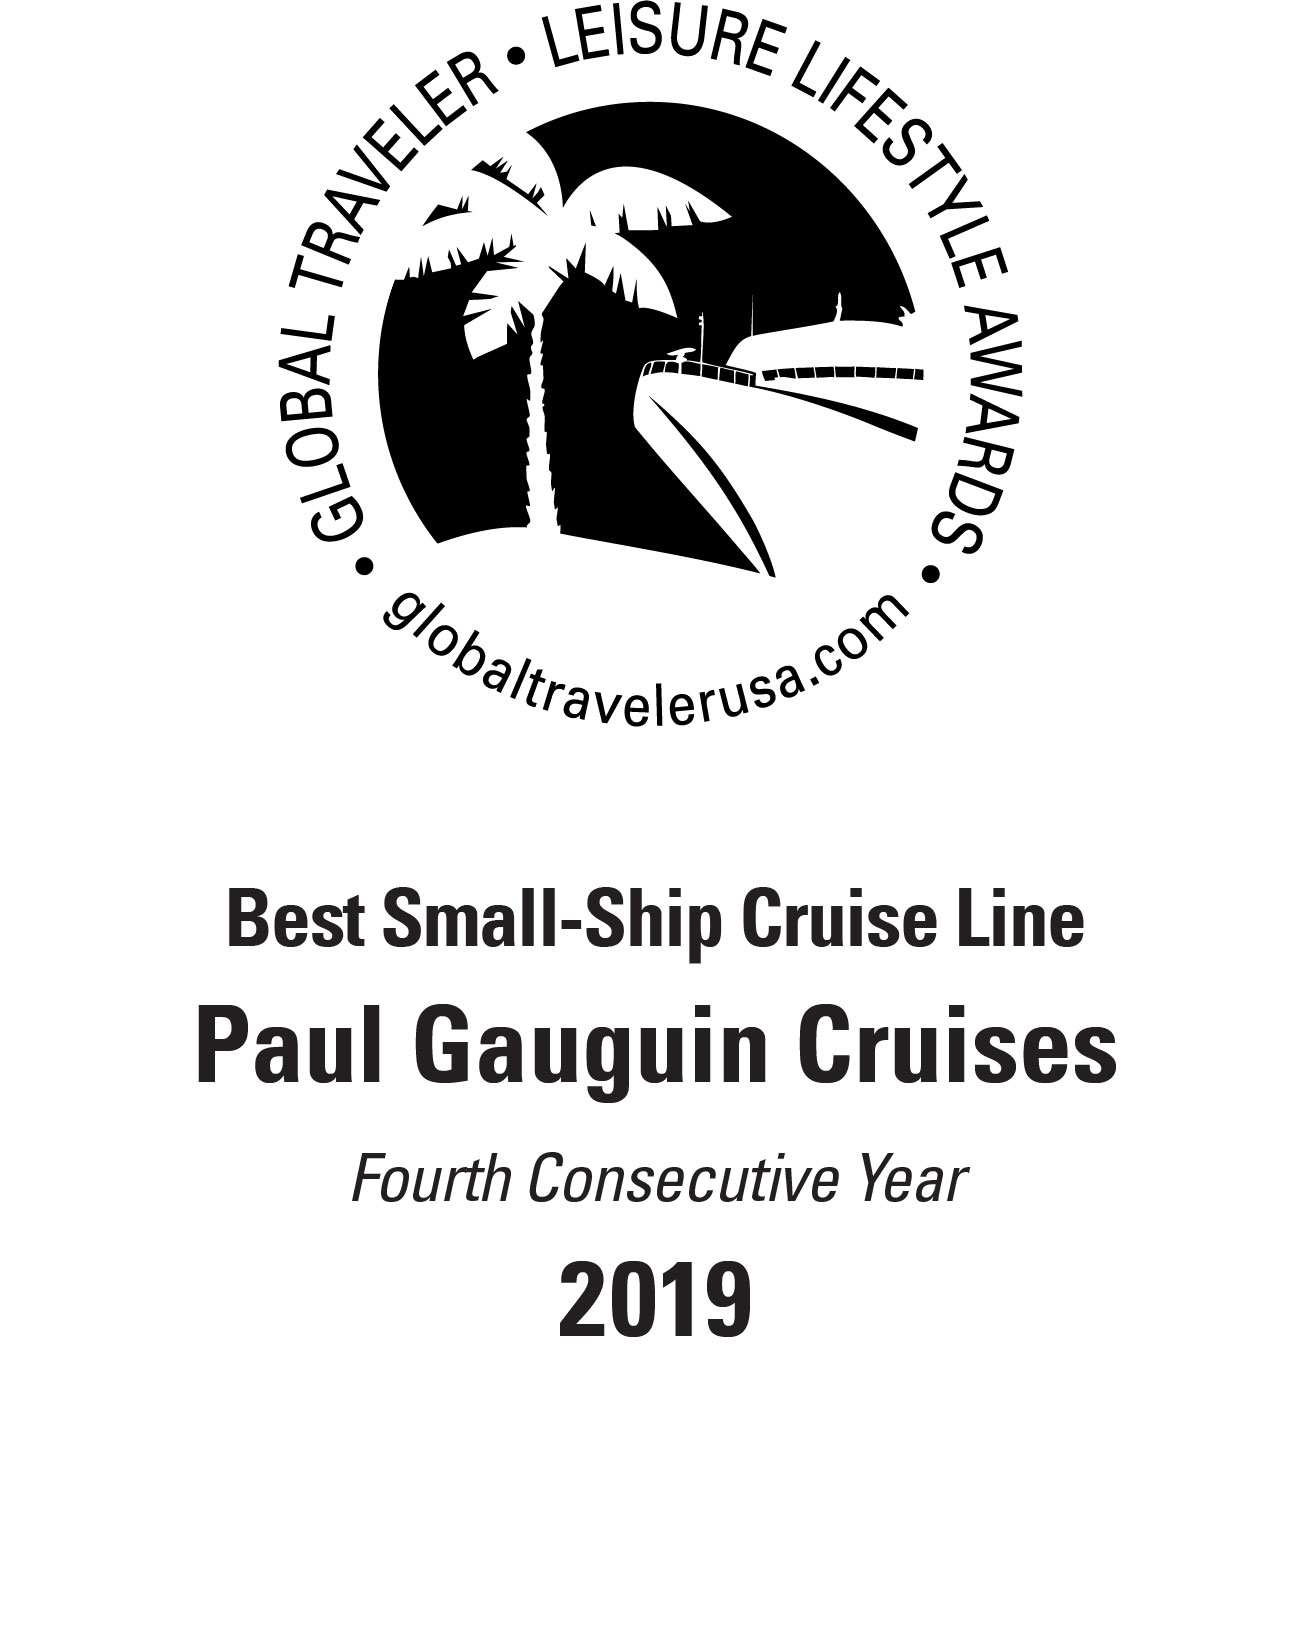 GLOBAL TRAVELER • LEISURE LIFESTYLE AWARDS •
globaltravelerusa.com •
Best Small-Ship Cruise Line
Paul Gauguin Cruises
Fourth Consecutive Year
2019